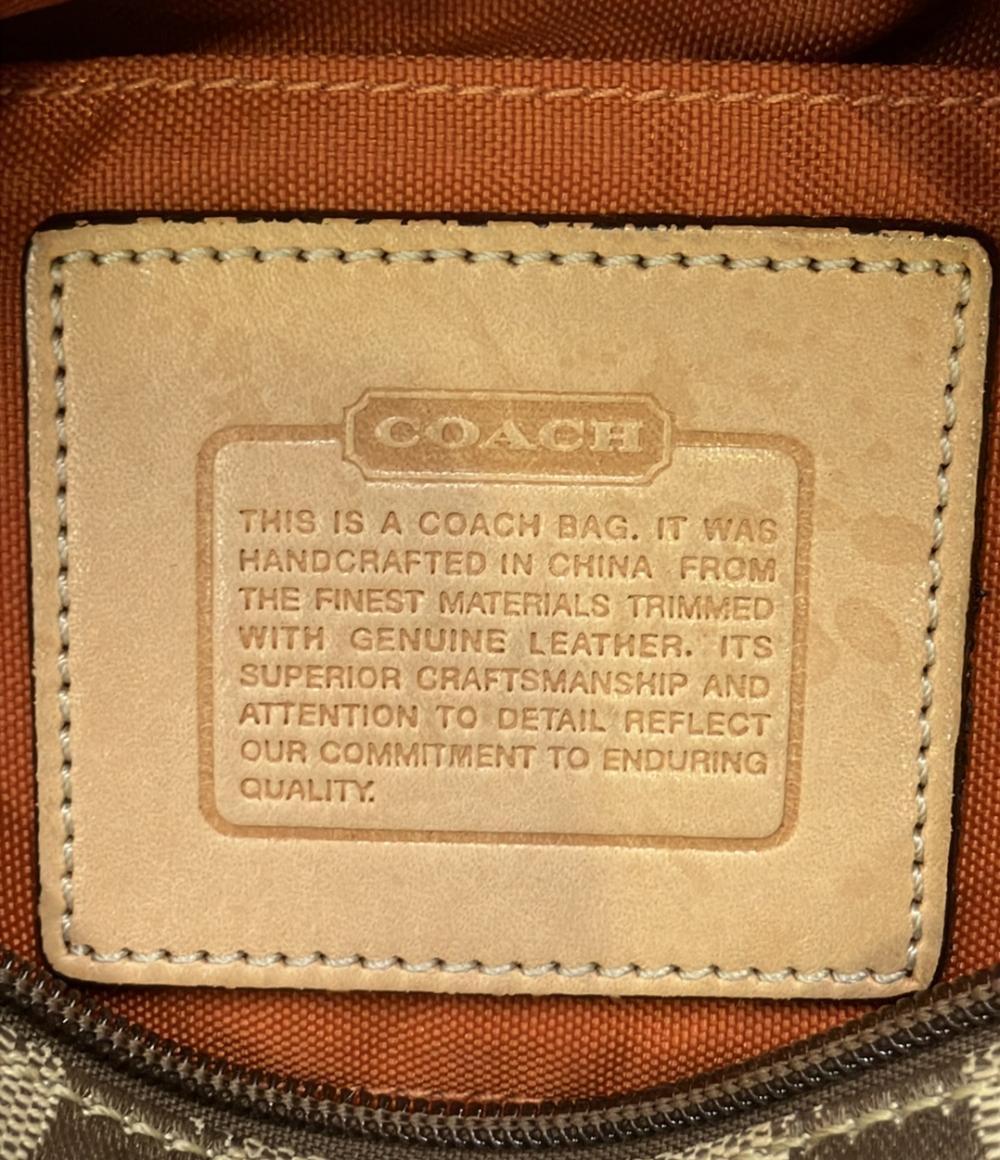 COACH
THIS IS A COACH BAG. IT WAS
HANDCRAFTED IN CHINA FROM
THE FINEST MATERIALS TRIMMED
WITH GENUINE LEATHER. ITS
SUPERIOR CRAFTSMANSHIP AND
ATTENTION TO DETAIL REFLECT
OUR COMMITMENT TO ENDURING
QUALITY.